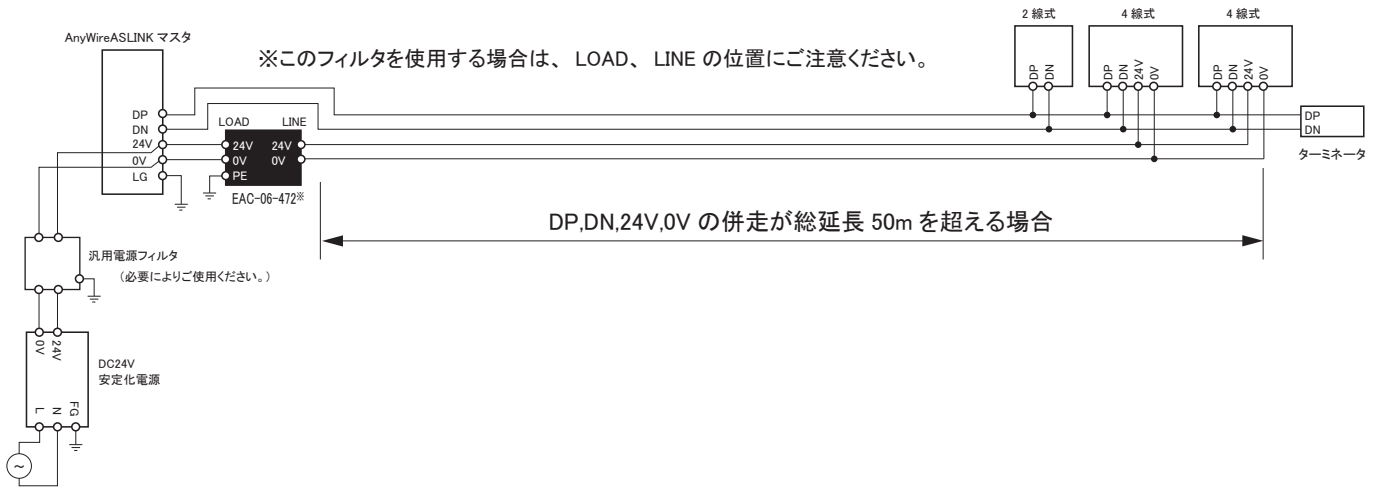 2 線式
4 線式
4 線式
AnyWireASLINK マスタ
※このフィルタを使用する場合は、 LOAD、 LINE の位置にご注意ください。
DP
DN
DP
DN
24V
0V
DP
DN
24V
0V
DP
DN
24V
0V
LG
LOAD
LINE
24V
24V
0V
0V
PE
EAC-06-472※
DP
DN
ターミネータ
DP,DN,24V,0V の併走が総延長 50m を超える場合
汎用電源フィルタ
（必要によりご使用ください。）
0V
24V
DC24V
安定化電源
L
N
FG
~